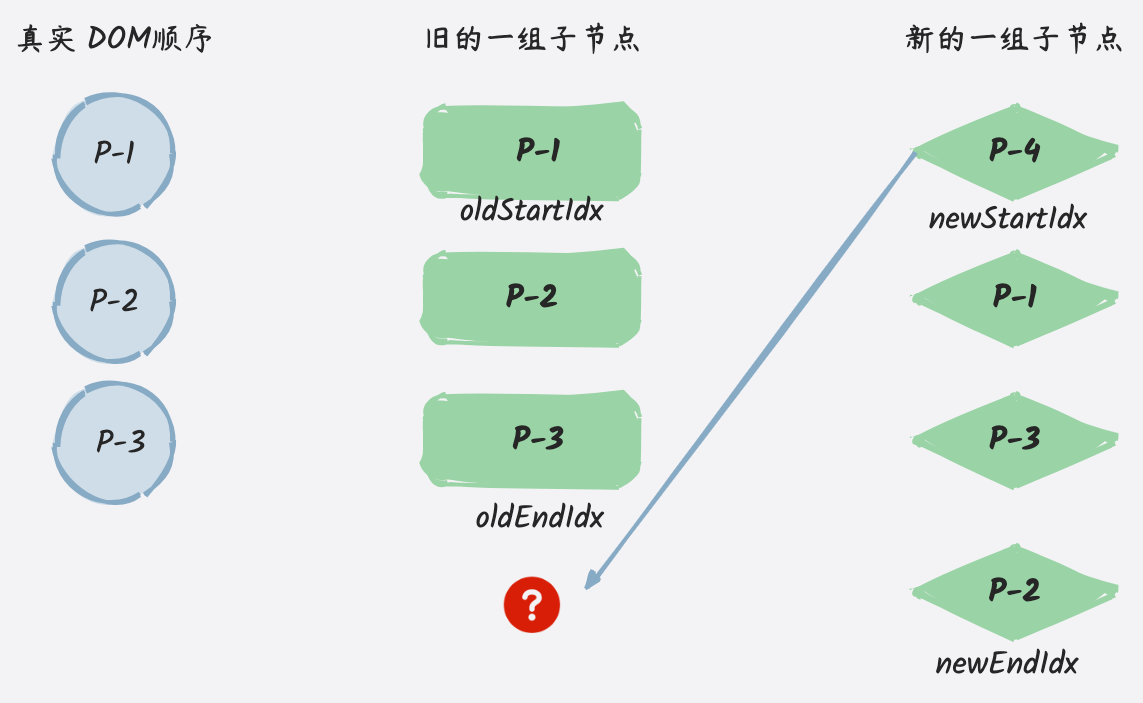 真实 DOM顺序
旧的一组子节点
新的一组子节点
P-1
P-1
P-4
oldStartIdx
newStartIdx
P-2
P-2
P-1
P-3
P-3
P-3
oldEndIdx
?
P-2
newEndIdx